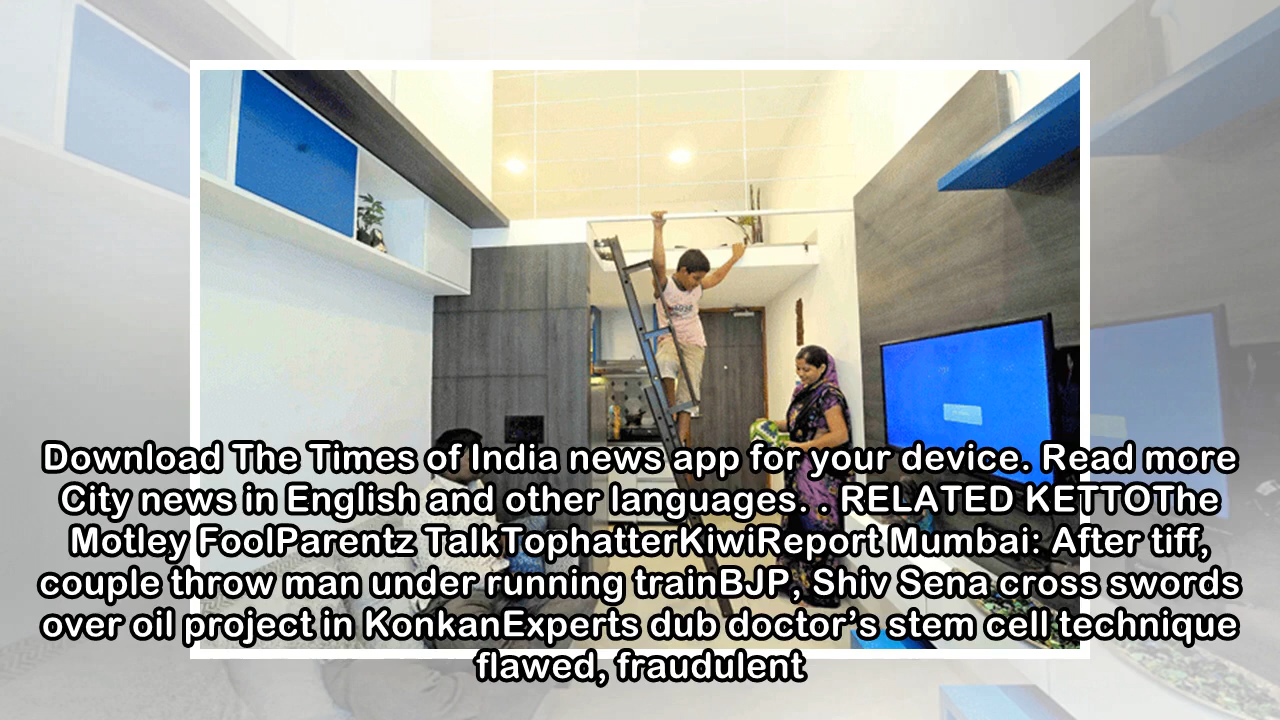 Download The Times of India news app for your device. Read more
City news in English and other languages. . RELATED KETTOThe
Motley FoolParentz TalkTophatterKiwiReport Mumbai: After tiff,
couple throw man under running trainBJP, Shiv Sena cross swords
over oil project in KonkanExperts dub doctor’s stem cell technique
flawed, fraudulent